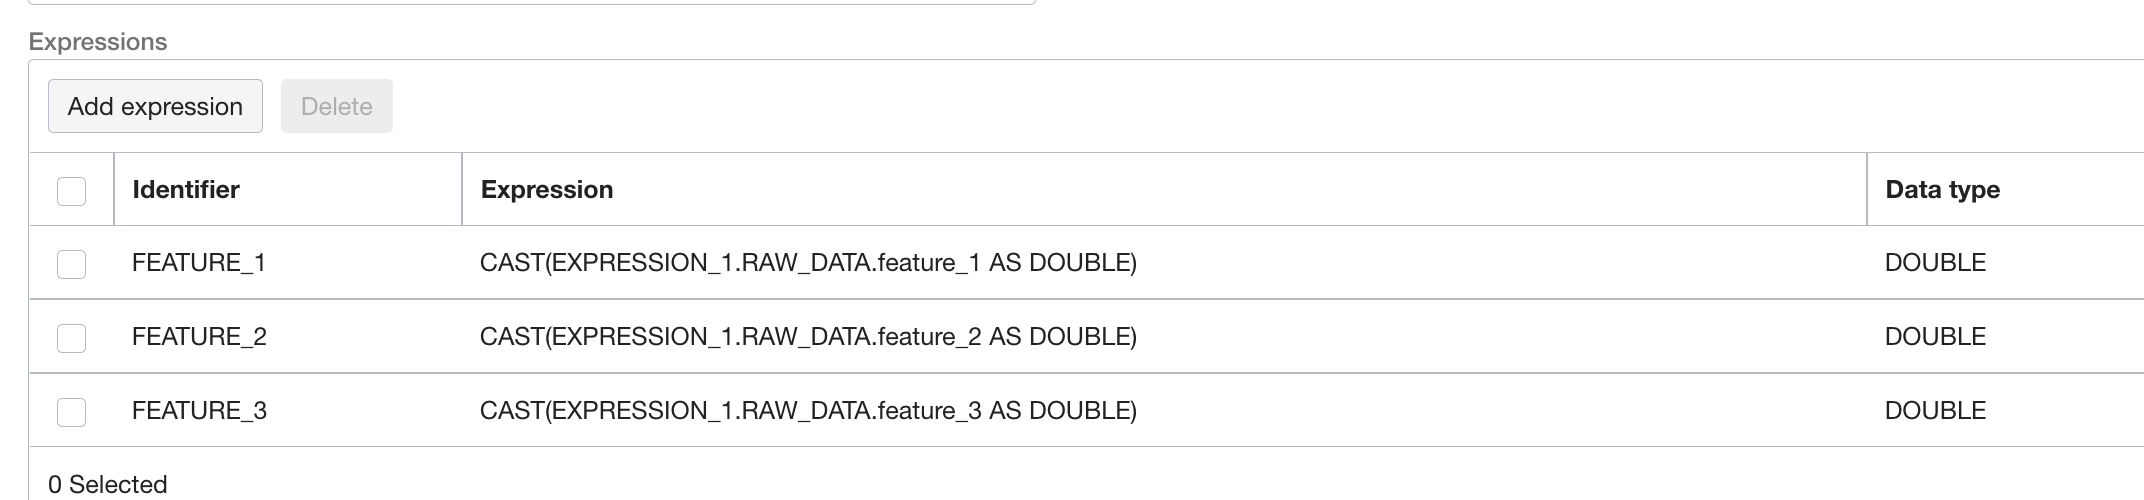 Expressions
Add expression Delete
Identifier Expression Data type
FEATURE_1 CAST(EXPRESSION_1.RAW_DATA.feature_1 AS DOUBLE) DOUBLE
FEATURE_2 CAST(EXPRESSION_1.RAW_DATA.feature_2 AS DOUBLE) DOUBLE
FEATURE_3 CAST(EXPRESSION_1.RAW_DATA.feature_3 AS DOUBLE) DOUBLE
0 Selected